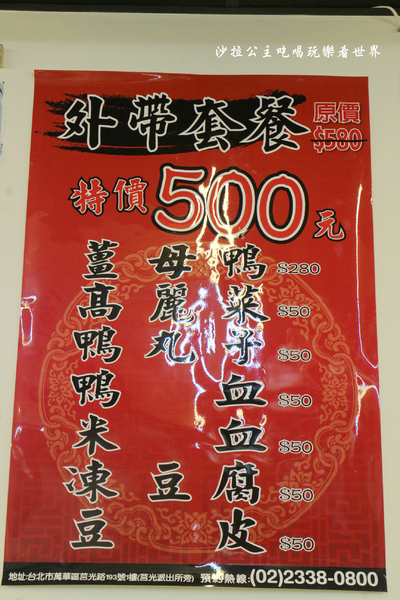 沙拉公主吃喝玩樂看世界
外帶套餐 原價 $580
特價500元
薑母鴨 $280
高麗菜 $50
鴨丸子 $50
鴨血 $50
米血 $50
凍豆腐 $50
豆皮 $50
地址:台北市萬華區莒光路193號1樓(莒光派出所旁) 預約熱線:(02)2338-0800